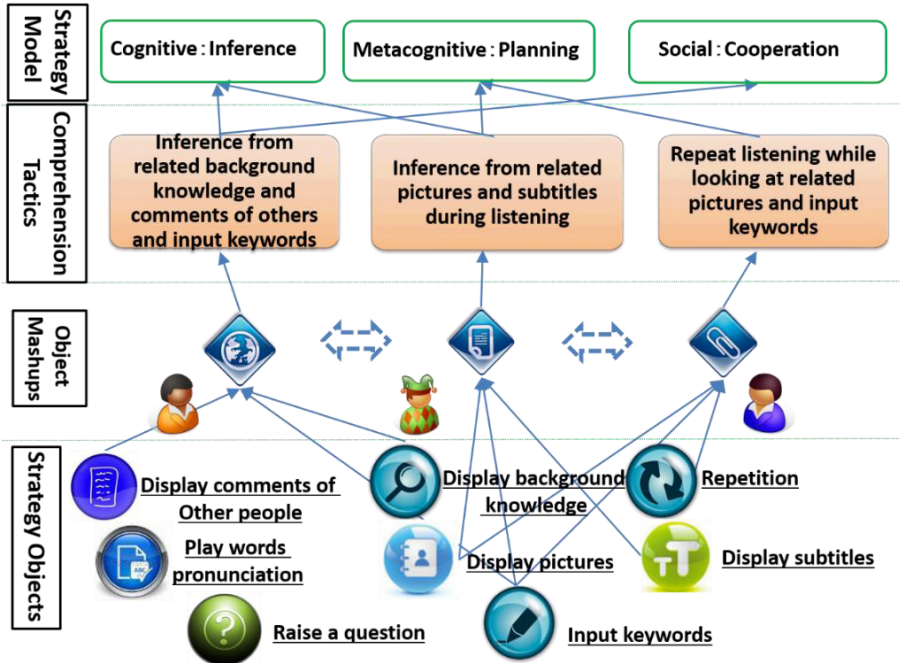 Strategy
Model
Cognitive:Inference
Metacognitive:Planning
Social:Cooperation
Comprehension
Tactics
Inference from
related background
knowledge and
comments of others
and input keywords
Inference from related
pictures and subtitles
during listening
Repeat listening while
looking at related
pictures and input
keywords
Object
Mashups
Strategy Objects
Display comments of
Other people
Display background
knowledge
Repetition
Play words
pronunciation
ABC
Display pictures
TT
Display subtitles
?
Raise a question
Input keywords